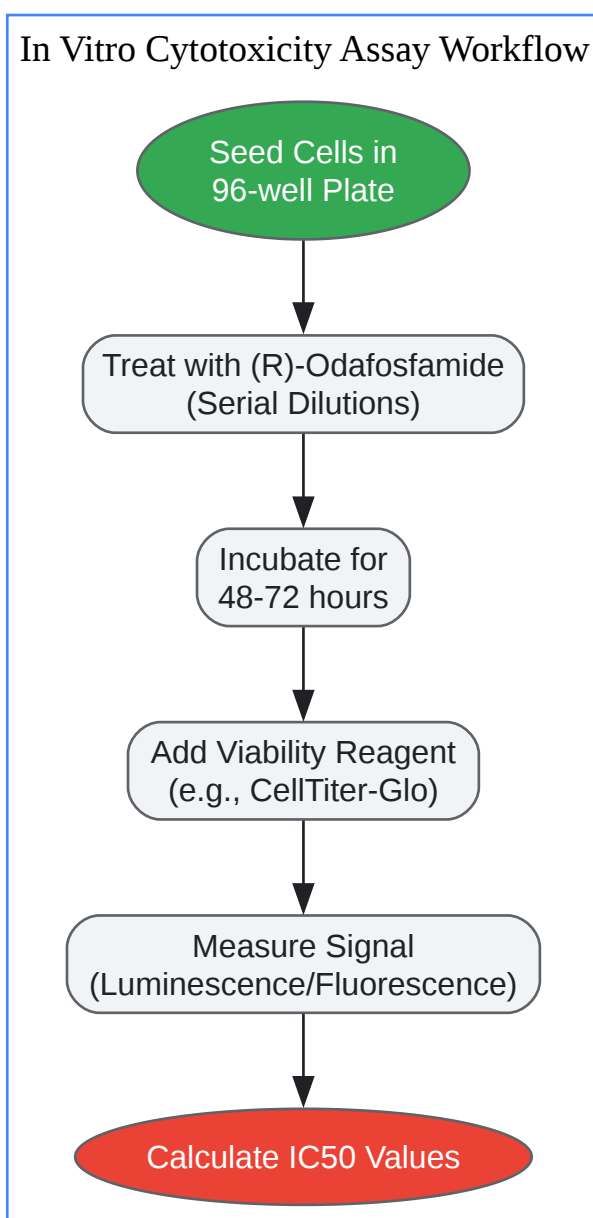 In Vitro Cytotoxicity Assay Workflow
Seed Cells in
96-well Plate
Treat with (R)-Odafosfamide
(Serial Dilutions)
Incubate for
48-72 hours
Add Viability Reagent
(e.g., CellTiter-Glo)
Measure Signal
(Luminescence/Fluorescence)
Calculate IC50 Values